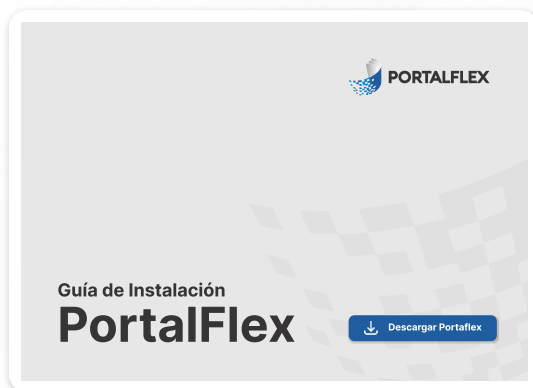 PORTALFLEX
Guía de Instalación
PortalFlex
Descargar Portaflex